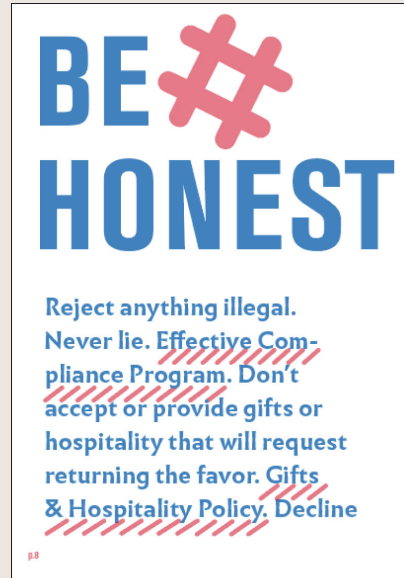 BE #
HONEST
Reject anything illegal.
Never lie. Effective Com-
pliance Program. Don't
accept or provide gifts or
hospitality that will request
returning the favor. Gifts
& Hospitality Policy. Decline
p.8